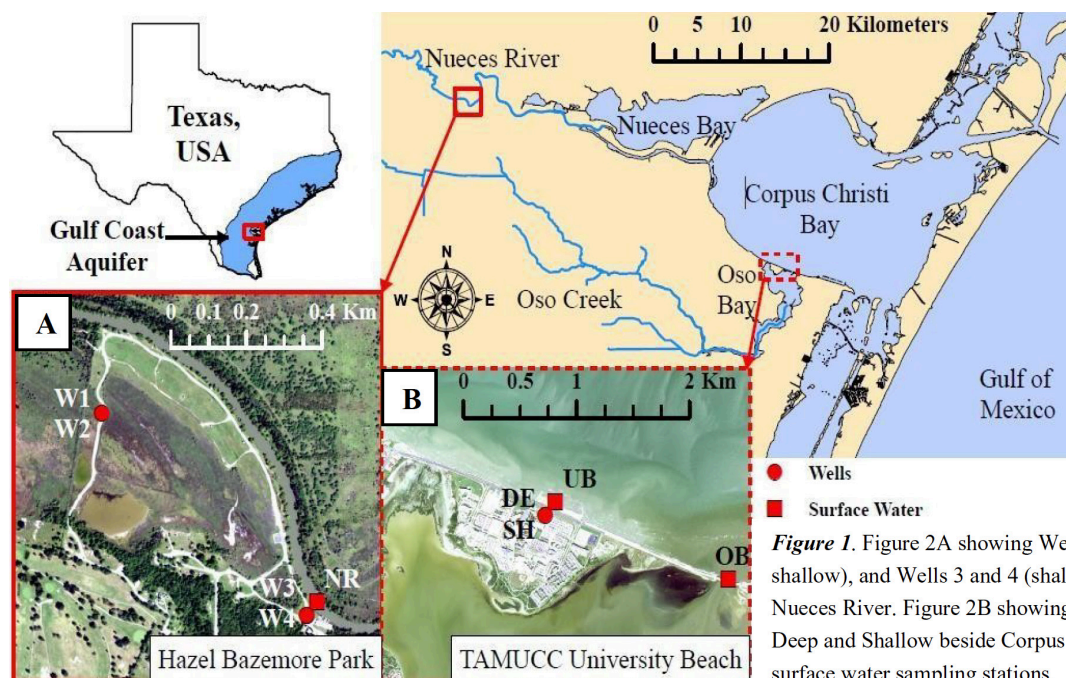 Texas,
USA
Gulf Coast
Aquifer
0 5 10 20 Kilometers
Nueces River
Nueces Bay
Corpus Christi
Bay
Oso
Bay
Oso Creek
N
W E
S
Gulf of
Mexico
A
0 0.1 0.2 0.4 Km
W1
W2
W3
NR
W4
Hazel Bazemore Park
B
0 0.5 1 2 Km
UB
DE
SH
OB
TAMUCC University Beach
Wells
Surface Water
Figure 1. Figure 2A showing We
shallow), and Wells 3 and 4 (shal
Nueces River. Figure 2B showing
Deep and Shallow beside Corpus
surface water sampling stations